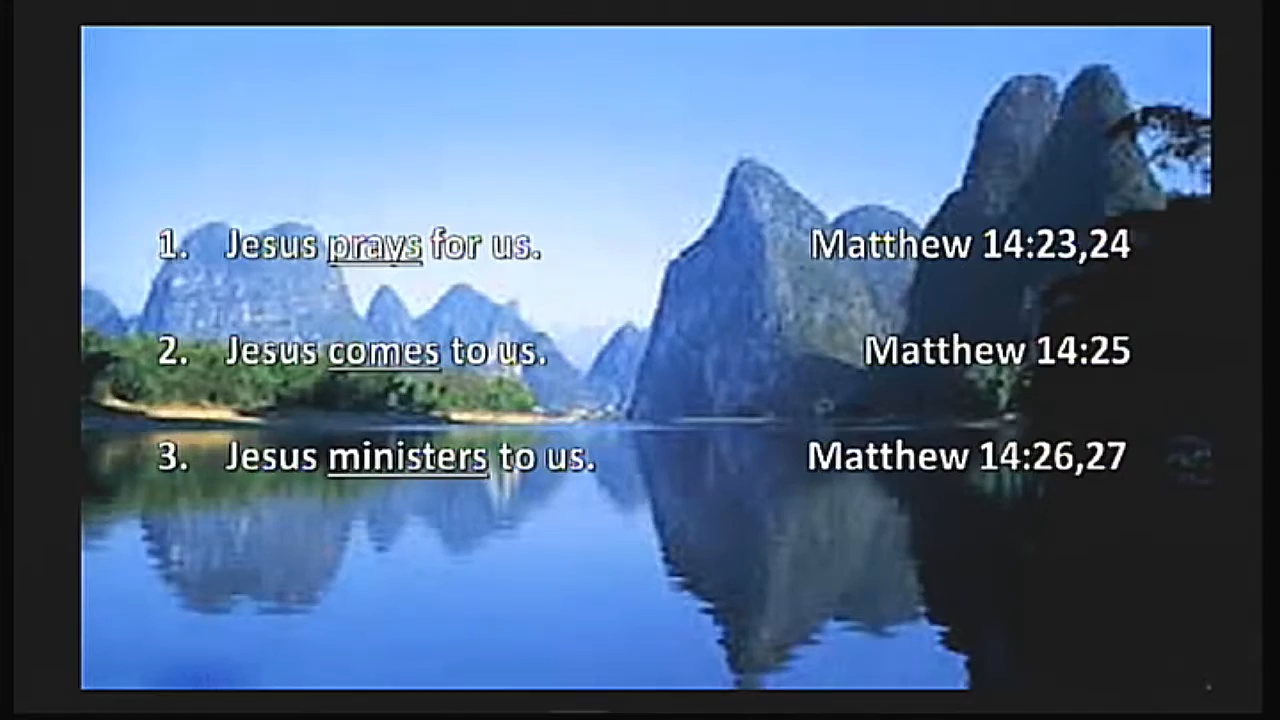 1. Jesus prays for us. Matthew 14:23,24
2. Jesus comes to us. Matthew 14:25
3. Jesus ministers to us. Matthew 14:26,27